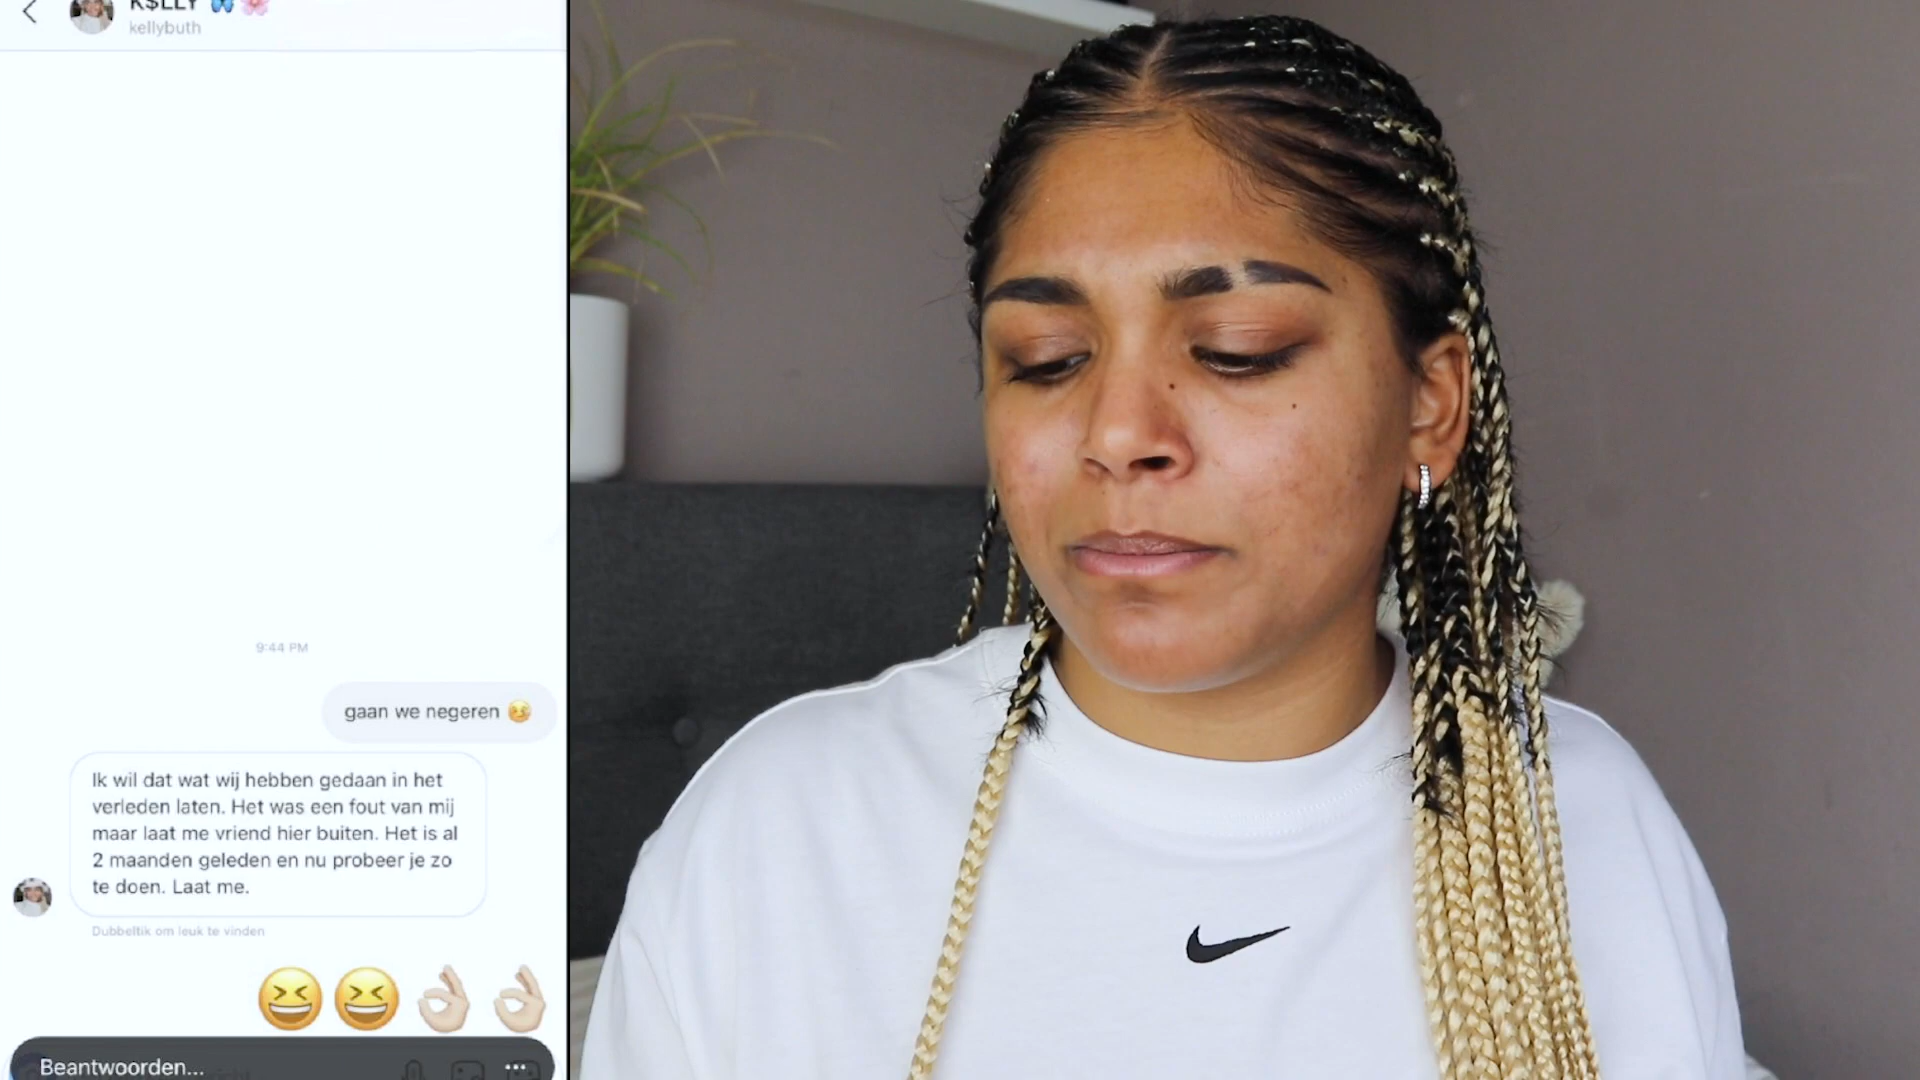 K$LLY
kellybuth
9:44 PM
gaan we negeren 🥴
Ik wil dat wat wij hebben gedaan in het
verleden laten. Het was een fout van mij
maar laat me vriend hier buiten. Het is al
2 maanden geleden en nu probeer je zo
te doen. Laat me.
Dubbeltik om leuk te vinden
😆😆👌🏻👌🏻
Beantwoorden...